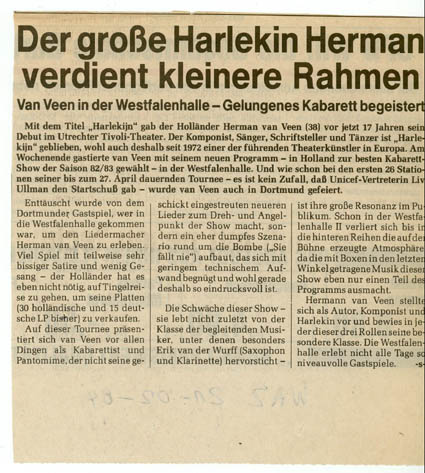 Der große Harlekin Herman
verdient kleinere Rahmen
Van Veen in der Westfalenhalle – Gelungenes Kabarett begeistert
Mit dem Titel „Harlekijn" gab der Holländer Herman van Veen (38) vor jetzt 17 Jahren sein
Debut im Utrechter Tivoli-Theater. Der Komponist, Sänger, Schriftsteller und Tänzer ist „Harle-
kijn" geblieben, wohl auch deshalb seit 1972 einer der führenden Theaterkünstler in Europa. Am
Wochenende gastierte van Veen mit seinem neuen Programm – in Holland zur besten Kabarett-
Show der Saison 82/83 gewählt – in der Westfalenhalle. Und wie schon bei den ersten 26 Statio-
nen seiner bis zum 27. April dauernden Tournee – es ist kein Zufall, daß Unicef-Vertreterin Liv
Ullman den Startschuß gab – wurde van Veen auch in Dortmund gefeiert.
Enttäuscht wurde von dem
Dortmunder Gastspiel, wer in
die Westfalenhalle gekommen
war, um den Liedermacher
Herman van Veen zu erleben.
Viel Spiel mit teilweise sehr
bissiger Satire und wenig Ge-
sang – der Holländer hat es
eben nicht nötig, auf Tingelrei-
se zu gehen, um seine Platten
(30 holländische und 15 deut-
sche LP bisher) zu verkaufen.
Auf dieser Tournee präsen-
tiert sich van Veen vor allen
Dingen als Kabarettist und
Pantomime, der nicht seine ge-
schickt eingestreuten neueren
Lieder zum Dreh- und Angel-
punkt der Show macht, son-
dern ein eher dumpfes Szena-
rio rund um die Bombe („Sie
fällt nie") aufbaut, das sich mit
geringem technischem Auf-
wand begnügt und wohl gerade
deshalb so eindrucksvoll ist.
Die Schwäche dieser Show –
sie lebt nicht zuletzt von der
Klasse der begleitenden Musi-
ker, unter denen besonders
Erik van der Wurff (Saxophon
und Klarinette) hervorsticht –
ist ihre große Resonanz im Pu-
blikum. Schon in der Westfa-
lenhalle II verliert sich bis in
die hinteren Reihen die auf der
Bühne erzeugte Atmosphäre,
da die mit Boxen in den letzten
Winkel getragene Musik dieser
Show eben nur einen Teil des
Programms ausmacht.
Hermann van Veen stellte
sich als Autor, Komponist und
Harlekin vor und bewies in je-
der dieser drei Rollen seine be-
sondere Klasse. Die Westfalen-
halle erlebt nicht alle Tage so
niveauvolle Gastspiele. -s-